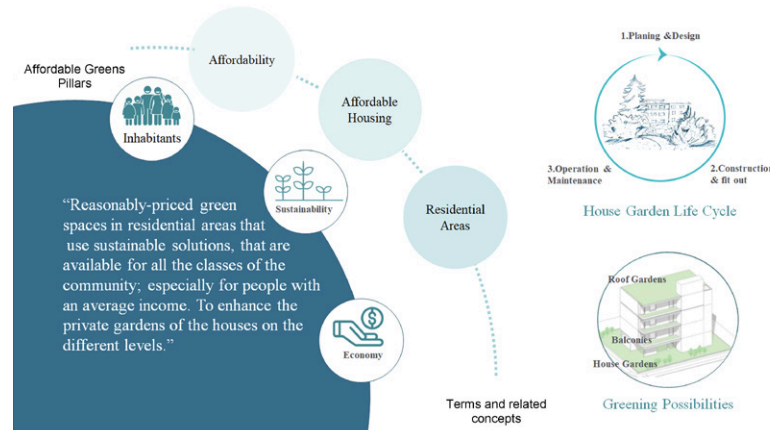 Affordable Greens
Pillars
Inhabitants
Sustainability
Economy
“Reasonably-priced green
spaces in residential areas that
use sustainable solutions, that are
available for all the classes of the
community; especially for people with
an average income. To enhance the
private gardens of the houses on the
different levels.”
Affordability
Affordable
Housing
Residential
Areas
Terms and related
concepts
1.Planing &Design
3.Operation &
Maintenance
2.Construction
& fit out
House Garden Life Cycle
Roof Gardens
Balconies
House Gardens
Greening Possibilities